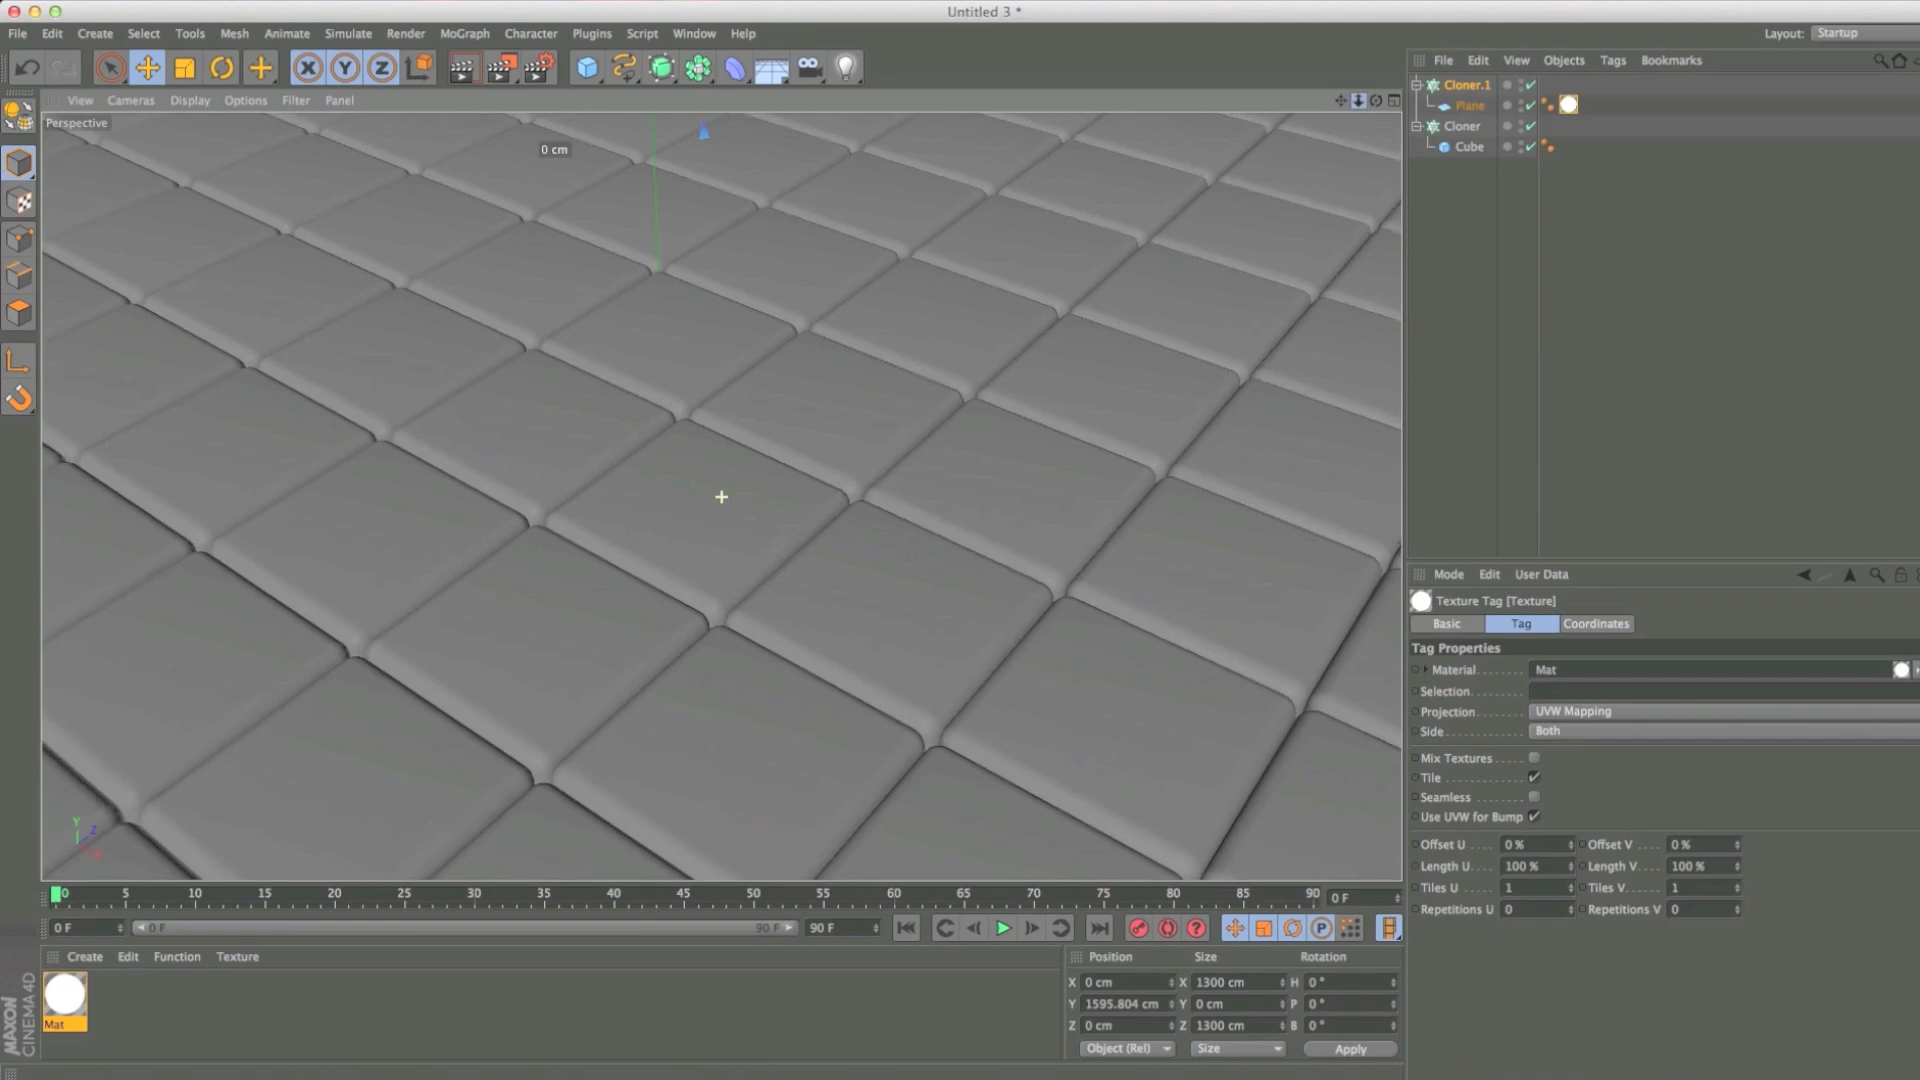 Untitled 3 *
File Edit Create Select Tools Mesh Animate Simulate Render MoGraph Character Plugins Script Window Help
Layout: Startup
X Y Z
File Edit View Objects Tags Bookmarks
Cloner.1
Plane
Cloner
Cube
View Cameras Display Options Filter Panel
Perspective
0 cm
Y
Z
X
Mode Edit User Data
Texture Tag [Texture]
Basic Tag Coordinates
Tag Properties
Material........ Mat
Selection.......
Projection....... UVW Mapping
Side........... Both
Mix Textures .....
Tile ............
Seamless ........
Use UVW for Bump
Offset U .... 0 % Offset V .... 0 %
Length U.... 100 % Length V.... 100 %
Tiles U ..... 1 Tiles V..... 1
Repetitions U 0 Repetitions V 0
0 5 10 15 20 25 30 35 40 45 50 55 60 65 70 75 80 85 90 0 F
0 F 0 F 90 F 90 F ? P
Create Edit Function Texture
Mat
Position Size Rotation
X 0 cm X 1300 cm H 0 °
Y 1595.804 cm Y 0 cm P 0 °
Z 0 cm Z 1300 cm B 0 °
Object (Rel) Size Apply
MAXON
CINEMA 4D